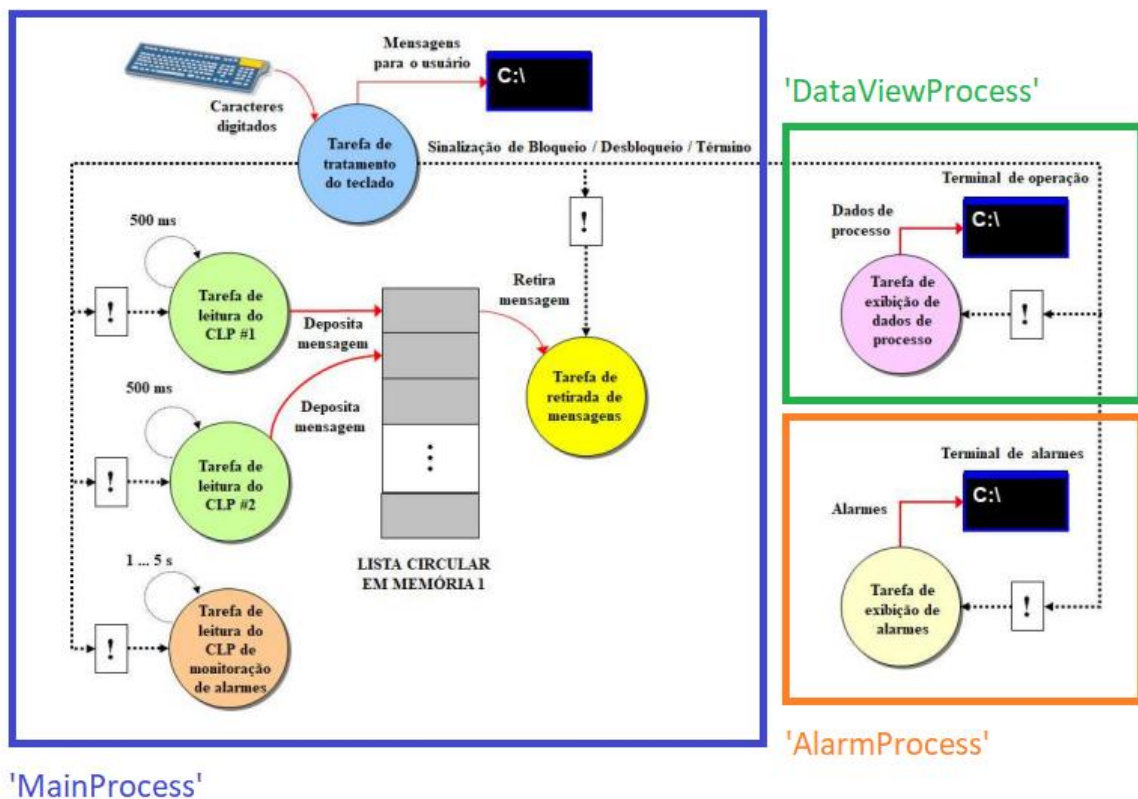 Mensagens
para o usuário
C:\
Caracteres
digitados
Tarefa de
tratamento
do teclado
Sinalização de Bloqueio / Desbloqueio / Término
'DataViewProcess'
Terminal de operação
Dados de
processo
C:\
Tarefa de
exibição de
dados de
processo
!
500 ms
!
Tarefa de
leitura do
CLP #1
Deposita
mensagem
!
Retira
mensagem
Tarefa de
retirada de
mensagens
500 ms
!
Tarefa de
leitura do
CLP #2
Deposita
mensagem
⋮
LISTA CIRCULAR
EM MEMÓRIA 1
1 ... 5 s
!
Tarefa de
leitura do
CLP de
monitoração
de alarmes
Terminal de alarmes
Alarmes
C:\
Tarefa de
exibição de
alarmes
!
'AlarmProcess'
'MainProcess'